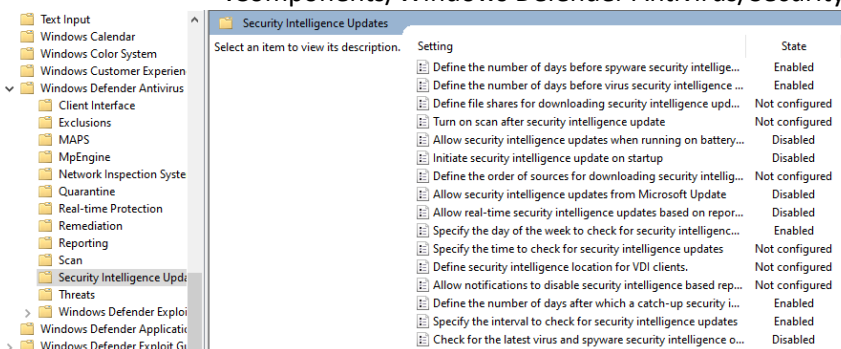 Components/Windows Defender Antivirus/Security
Text Input
Windows Calendar
Windows Color System
Windows Customer Experien
Windows Defender Antivirus
Client Interface
Exclusions
MAPS
MpEngine
Network Inspection Syste
Quarantine
Real-time Protection
Remediation
Reporting
Scan
Security Intelligence Upda
Threats
Windows Defender Exploi
Windows Defender Applicatic
Windows Defender Exploit Gu
Security Intelligence Updates
Select an item to view its description.
Setting State
Define the number of days before spyware security intellige... Enabled
Define the number of days before virus security intelligence ... Enabled
Define file shares for downloading security intelligence upd... Not configured
Turn on scan after security intelligence update Not configured
Allow security intelligence updates when running on battery... Disabled
Initiate security intelligence update on startup Disabled
Define the order of sources for downloading security intellig... Not configured
Allow security intelligence updates from Microsoft Update Disabled
Allow real-time security intelligence updates based on repor... Disabled
Specify the day of the week to check for security intelligenc... Enabled
Specify the time to check for security intelligence updates Not configured
Define security intelligence location for VDI clients. Not configured
Allow notifications to disable security intelligence based rep... Not configured
Define the number of days after which a catch-up security i... Enabled
Specify the interval to check for security intelligence updates Enabled
Check for the latest virus and spyware security intelligence o... Disabled